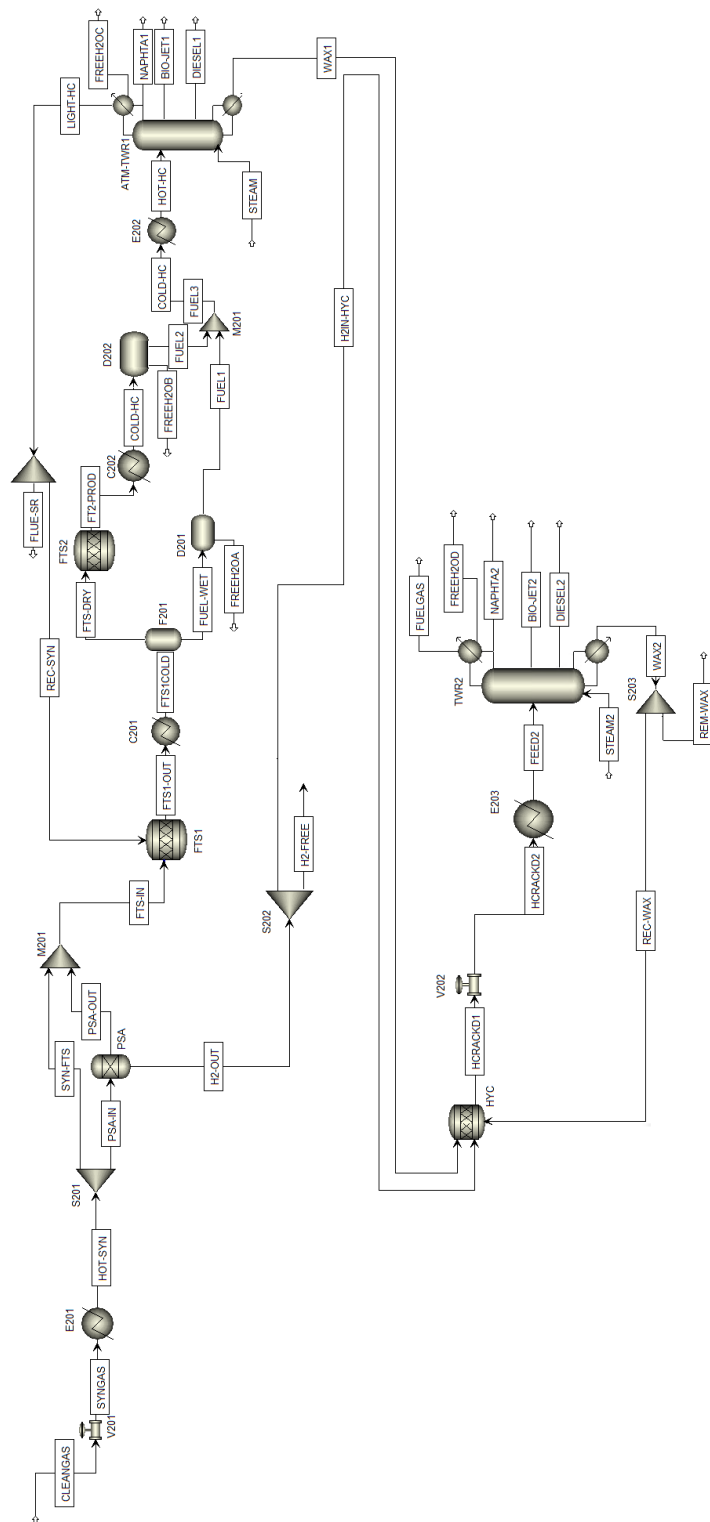 CLEANGAS
V201
SYNGAS
E201
HOT-SYN
S201
SYN-FTS
PSA-IN
PSA
PSA-OUT
M201
H2-OUT
FTS-IN
S202
H2-FREE
FTS1
FTS1-OUT
REC-SYN
C201
FTS1COLD
F201
FTS-DRY
FUEL-WET
D201
FREEH2OA
FTS2
FT2-PROD
FLUE-SR
C202
COLD-HC
D202
FREEH2OB
FUEL2
FUEL1
M201
FUEL3
COLD-HC
E202
HOT-HC
STEAM
ATM-TWR1
LIGHT-HC
FREEH2OC
NAPHTA1
BIO-JET1
DIESEL1
WAX1
H2IN-HYC
HYC
HCRACKD1
V202
HCRACKD2
REC-WAX
E203
FEED2
STEAM2
TWR2
FUELGAS
FREEH2OD
NAPHTA2
BIO-JET2
DIESEL2
WAX2
S203
REM-WAX